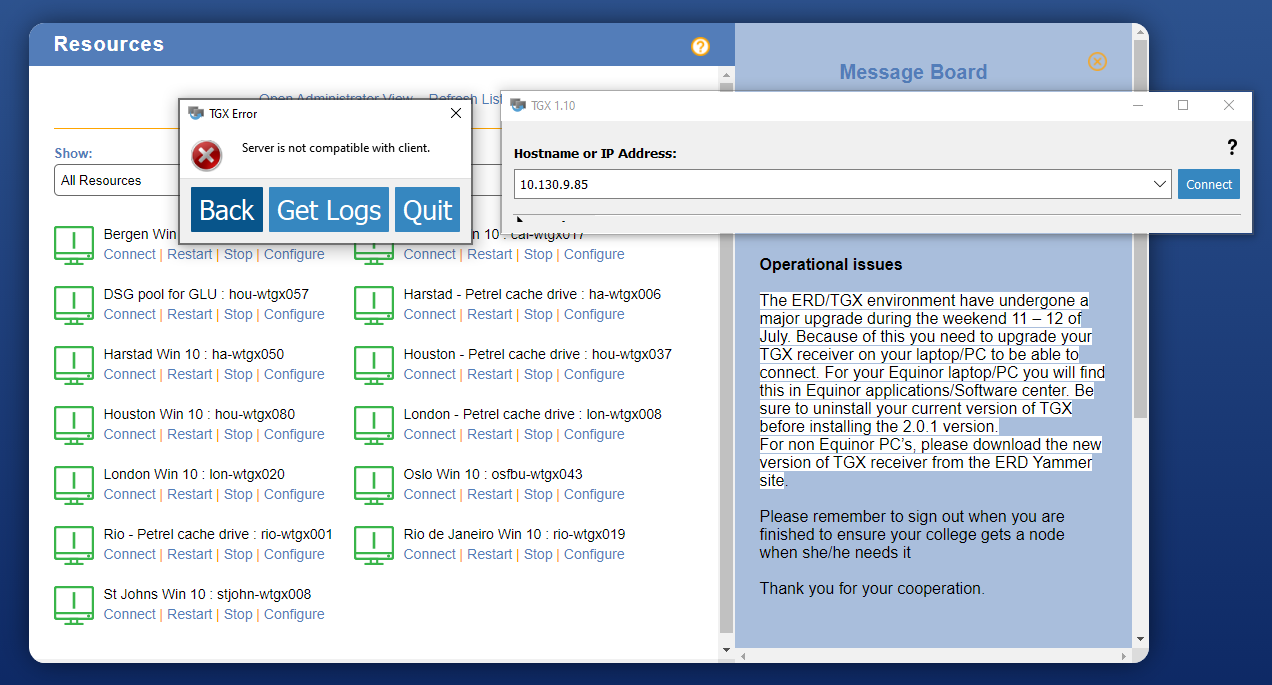 Resources
?
Message Board
Open Administrator View Refresh List
Show:
All Resources
TGX Error
Server is not compatible with client.
Back Get Logs Quit
TGX 1.10
Hostname or IP Address:
?
10.130.9.85
Connect
Bergen Win
Connect | Restart | Stop | Configure
10 : cal-wtgx017
Connect | Restart | Stop | Configure
DSG pool for GLU : hou-wtgx057
Connect | Restart | Stop | Configure
Harstad - Petrel cache drive : ha-wtgx006
Connect | Restart | Stop | Configure
Harstad Win 10 : ha-wtgx050
Connect | Restart | Stop | Configure
Houston - Petrel cache drive : hou-wtgx037
Connect | Restart | Stop | Configure
Houston Win 10 : hou-wtgx080
Connect | Restart | Stop | Configure
London - Petrel cache drive : lon-wtgx008
Connect | Restart | Stop | Configure
London Win 10 : lon-wtgx020
Connect | Restart | Stop | Configure
Oslo Win 10 : osfbu-wtgx043
Connect | Restart | Stop | Configure
Rio - Petrel cache drive : rio-wtgx001
Connect | Restart | Stop | Configure
Rio de Janeiro Win 10 : rio-wtgx019
Connect | Restart | Stop | Configure
St Johns Win 10 : stjohn-wtgx008
Connect | Restart | Stop | Configure
Operational issues
The ERD/TGX environment have undergone a
major upgrade during the weekend 11 – 12 of
July. Because of this you need to upgrade your
TGX receiver on your laptop/PC to be able to
connect. For your Equinor laptop/PC you will find
this in Equinor applications/Software center. Be
sure to uninstall your current version of TGX
before installing the 2.0.1 version.
For non Equinor PC's, please download the new
version of TGX receiver from the ERD Yammer
site.
Please remember to sign out when you are
finished to ensure your college gets a node
when she/he needs it
Thank you for your cooperation.